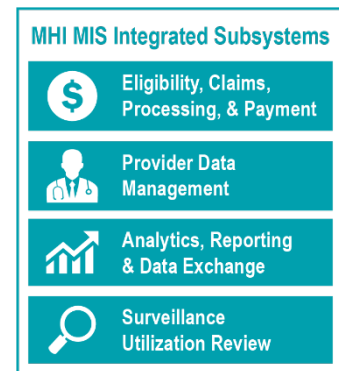 MHI MIS Integrated Subsystems
$
Eligibility, Claims,
Processing, & Payment
Provider Data
Management
Analytics, Reporting
& Data Exchange
Surveillance
Utilization Review